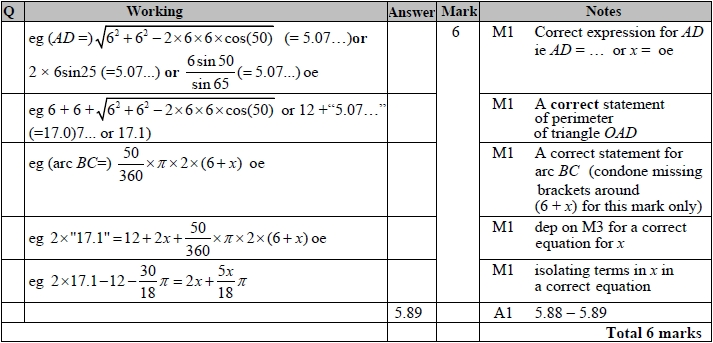 Q Working Answer Mark Notes
eg (AD =) √(6² + 6² − 2×6×6×cos(50)) (= 5.07…)or 6 M1 Correct expression for AD
ie AD = … or x = oe
2 × 6sin25 (=5.07...) or 6 sin 50 / sin 65 (= 5.07...) oe
eg 6 + 6 + √(6² + 6² − 2×6×6×cos(50)) or 12 +“5.07…” M1 A correct statement
(=17.0)7... or 17.1) of perimeter
of triangle OAD
eg (arc BC=) 50/360 × π × 2 × (6 + x) oe M1 A correct statement for
arc BC (condone missing
brackets around
(6 + x) for this mark only)
eg 2×"17.1" = 12 + 2x + 50/360 × π × 2 × (6 + x) oe M1 dep on M3 for a correct
equation for x
eg 2×17.1 − 12 − 30/18 π = 2x + 5x/18 π M1 isolating terms in x in
a correct equation
5.89 A1 5.88 – 5.89
Total 6 marks